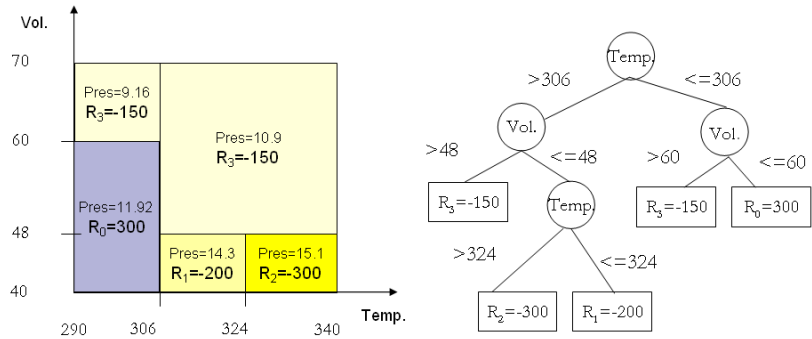 Vol.
70
60
48
40
290
306
324
340
Temp.
Pres=9.16
R₃=-150
Pres=10.9
R₃=-150
Pres=11.92
R₀=300
Pres=14.3
R₁=-200
Pres=15.1
R₂=-300
Temp.
>306
<=306
Vol.
Vol.
>48
<=48
>60
<=60
R₃=-150
Temp.
R₃=-150
R₀=300
>324
<=324
R₂=-300
R₁=-200